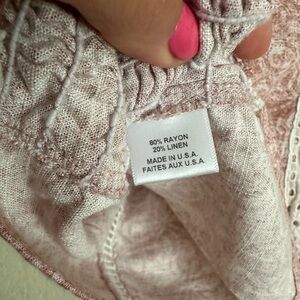 80% RAYON
20% LINEN
MADE IN U.S.A.
FAITES AUX U.S.A.